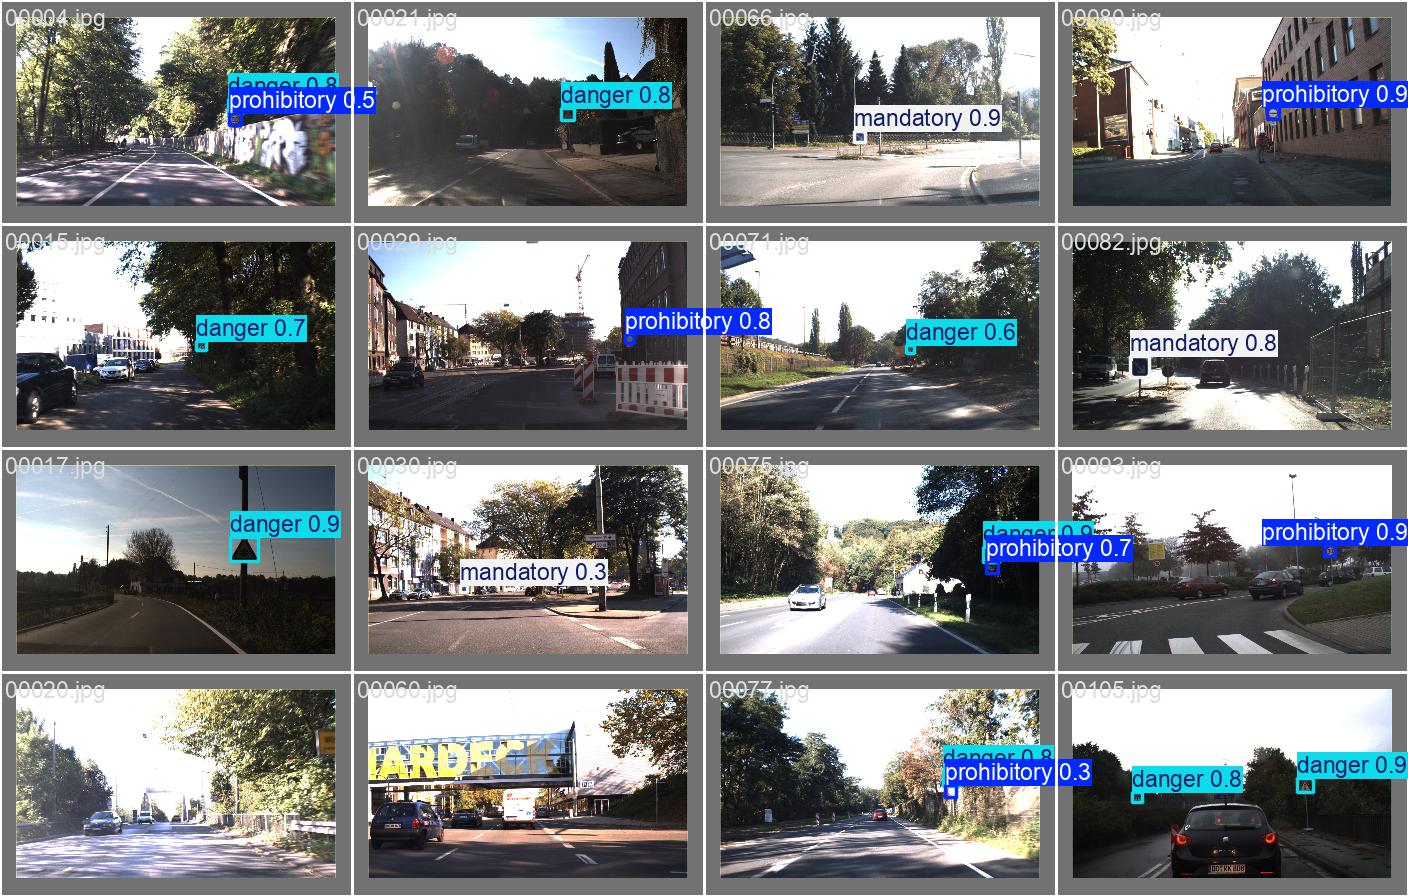 00004.jpg
danger 0.8
prohibitory 0.5
00021.jpg
danger 0.8
00066.jpg
mandatory 0.9
00080.jpg
prohibitory 0.9
00015.jpg
danger 0.7
00029.jpg
prohibitory 0.8
00071.jpg
danger 0.6
00082.jpg
mandatory 0.8
00017.jpg
danger 0.9
00030.jpg
mandatory 0.3
00075.jpg
danger 0.9
prohibitory 0.7
00093.jpg
prohibitory 0.9
00020.jpg
00060.jpg
HARDECK
00077.jpg
danger 0.8
prohibitory 0.3
00105.jpg
danger 0.8
danger 0.9